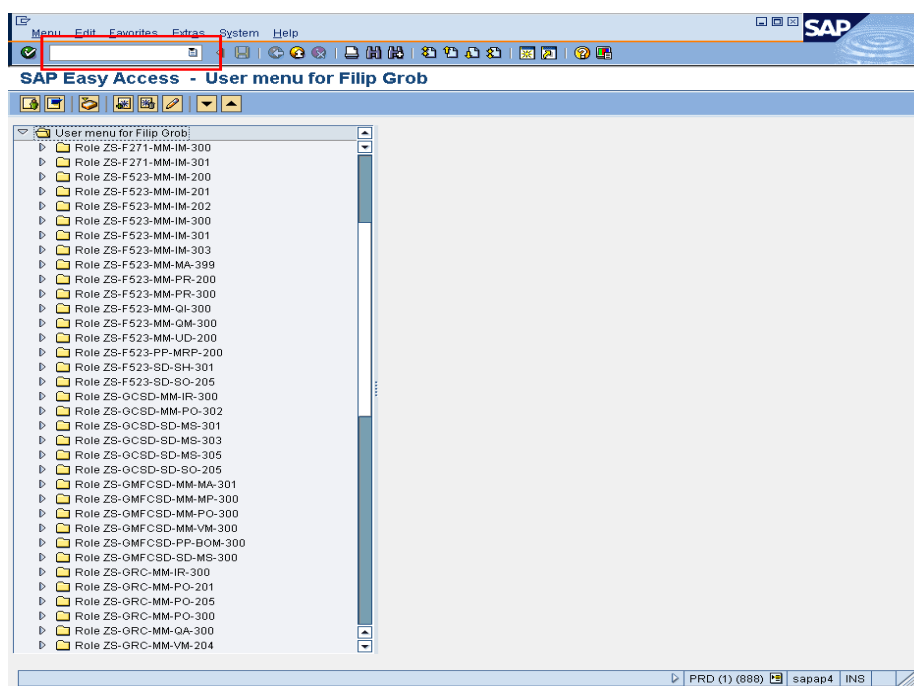 Menu Edit Favorites Extras System Help
SAP
SAP Easy Access - User menu for Filip Grob
User menu for Filip Grob
Role ZS-F271-MM-IM-300
Role ZS-F271-MM-IM-301
Role ZS-F523-MM-IM-200
Role ZS-F523-MM-IM-201
Role ZS-F523-MM-IM-202
Role ZS-F523-MM-IM-300
Role ZS-F523-MM-IM-301
Role ZS-F523-MM-IM-303
Role ZS-F523-MM-MA-399
Role ZS-F523-MM-PR-200
Role ZS-F523-MM-PR-300
Role ZS-F523-MM-QI-300
Role ZS-F523-MM-QM-300
Role ZS-F523-MM-UD-200
Role ZS-F523-PP-MRP-200
Role ZS-F523-SD-SH-301
Role ZS-F523-SD-SO-205
Role ZS-GCSD-MM-IR-300
Role ZS-GCSD-MM-PO-302
Role ZS-GCSD-SD-MS-301
Role ZS-GCSD-SD-MS-303
Role ZS-GCSD-SD-MS-305
Role ZS-GCSD-SD-SO-205
Role ZS-GMFCSD-MM-MA-301
Role ZS-GMFCSD-MM-MP-300
Role ZS-GMFCSD-MM-PO-300
Role ZS-GMFCSD-MM-VM-300
Role ZS-GMFCSD-PP-BOM-300
Role ZS-GMFCSD-SD-MS-300
Role ZS-GRC-MM-IR-300
Role ZS-GRC-MM-PO-201
Role ZS-GRC-MM-PO-205
Role ZS-GRC-MM-PO-300
Role ZS-GRC-MM-QA-300
Role ZS-GRC-MM-VM-204
PRD (1) (888) sapap4 INS